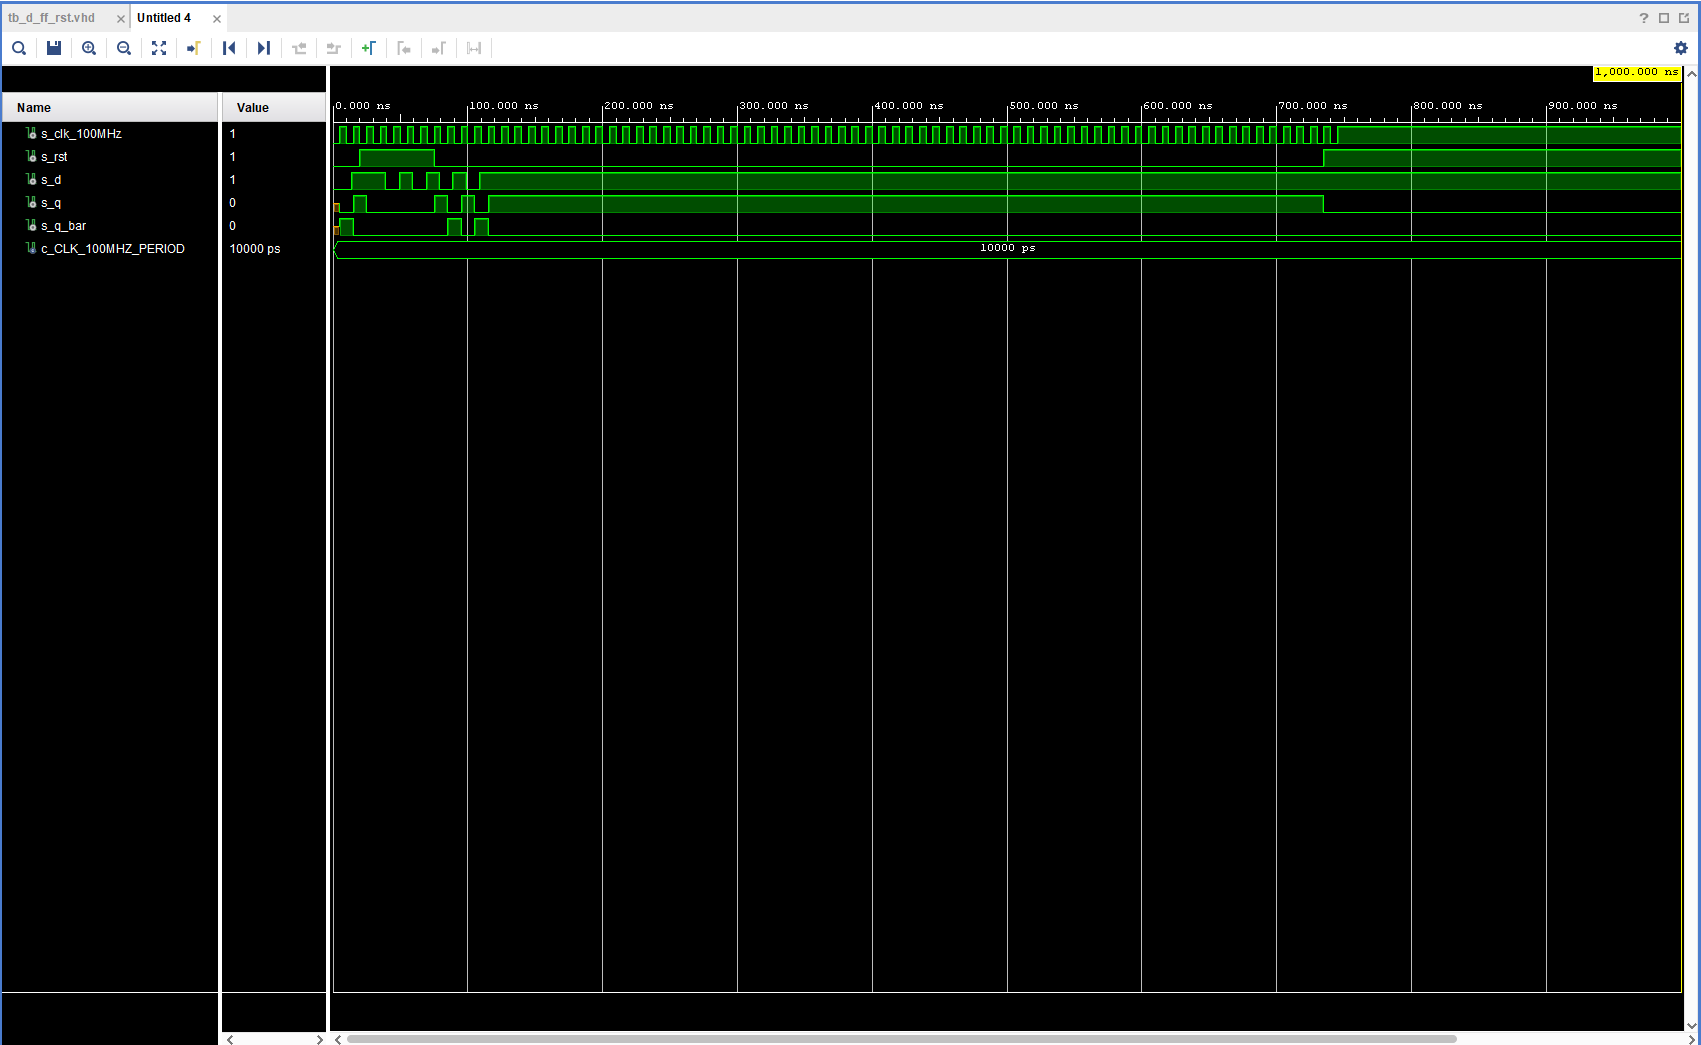 tb_d_ff_rst.vhd × Untitled 4 ×
?
1,000.000 ns
Name Value
0.000 ns 100.000 ns 200.000 ns 300.000 ns 400.000 ns 500.000 ns 600.000 ns 700.000 ns 800.000 ns 900.000 ns
s_clk_100MHz 1
s_rst 1
s_d 1
s_q 0
s_q_bar 0
c_CLK_100MHZ_PERIOD 10000 ps 10000 ps